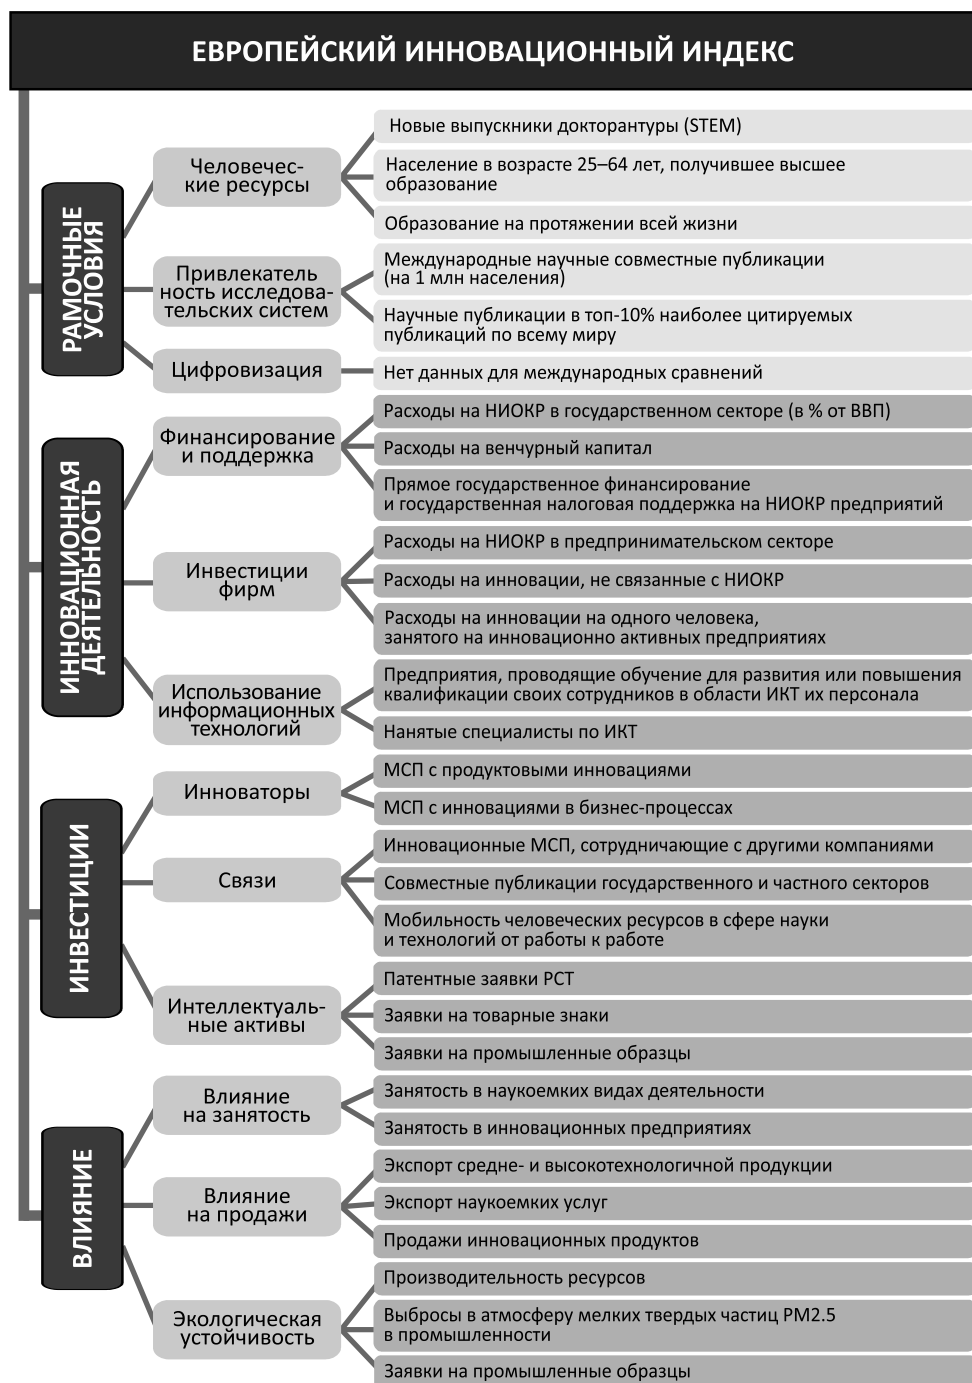 ЕВРОПЕЙСКИЙ ИННОВАЦИОННЫЙ ИНДЕКС
РАМОЧНЫЕ
УСЛОВИЯ
Человечес-
кие ресурсы
Новые выпускники докторантуры (STEM)
Население в возрасте 25–64 лет, получившее высшее
образование
Образование на протяжении всей жизни
Привлекатель
ность исследова-
тельских систем
Международные научные совместные публикации
(на 1 млн населения)
Научные публикации в топ-10% наиболее цитируемых
публикаций по всему миру
Цифровизация
Нет данных для международных сравнений
ИННОВАЦИОННАЯ
ДЕЯТЕЛЬНОСТЬ
Финансирование
и поддержка
Расходы на НИОКР в государственном секторе (в % от ВВП)
Расходы на венчурный капитал
Прямое государственное финансирование
и государственная налоговая поддержка на НИОКР предприятий
Инвестиции
фирм
Расходы на НИОКР в предпринимательском секторе
Расходы на инновации, не связанные с НИОКР
Расходы на инновации на одного человека,
занятого на инновационно активных предприятиях
Использование
информационных
технологий
Предприятия, проводящие обучение для развития или повышения
квалификации своих сотрудников в области ИКТ их персонала
Нанятые специалисты по ИКТ
ИНВЕСТИЦИИ
Инноваторы
МСП с продуктовыми инновациями
МСП с инновациями в бизнес-процессах
Связи
Инновационные МСП, сотрудничающие с другими компаниями
Совместные публикации государственного и частного секторов
Мобильность человеческих ресурсов в сфере науки
и технологий от работы к работе
Интеллектуаль-
ные активы
Патентные заявки PCT
Заявки на товарные знаки
Заявки на промышленные образцы
ВЛИЯНИЕ
Влияние
на занятость
Занятость в наукоемких видах деятельности
Занятость в инновационных предприятиях
Влияние
на продажи
Экспорт средне- и высокотехнологичной продукции
Экспорт наукоемких услуг
Продажи инновационных продуктов
Экологическая
устойчивость
Производительность ресурсов
Выбросы в атмосферу мелких твердых частиц PM2.5
в промышленности
Заявки на промышленные образцы